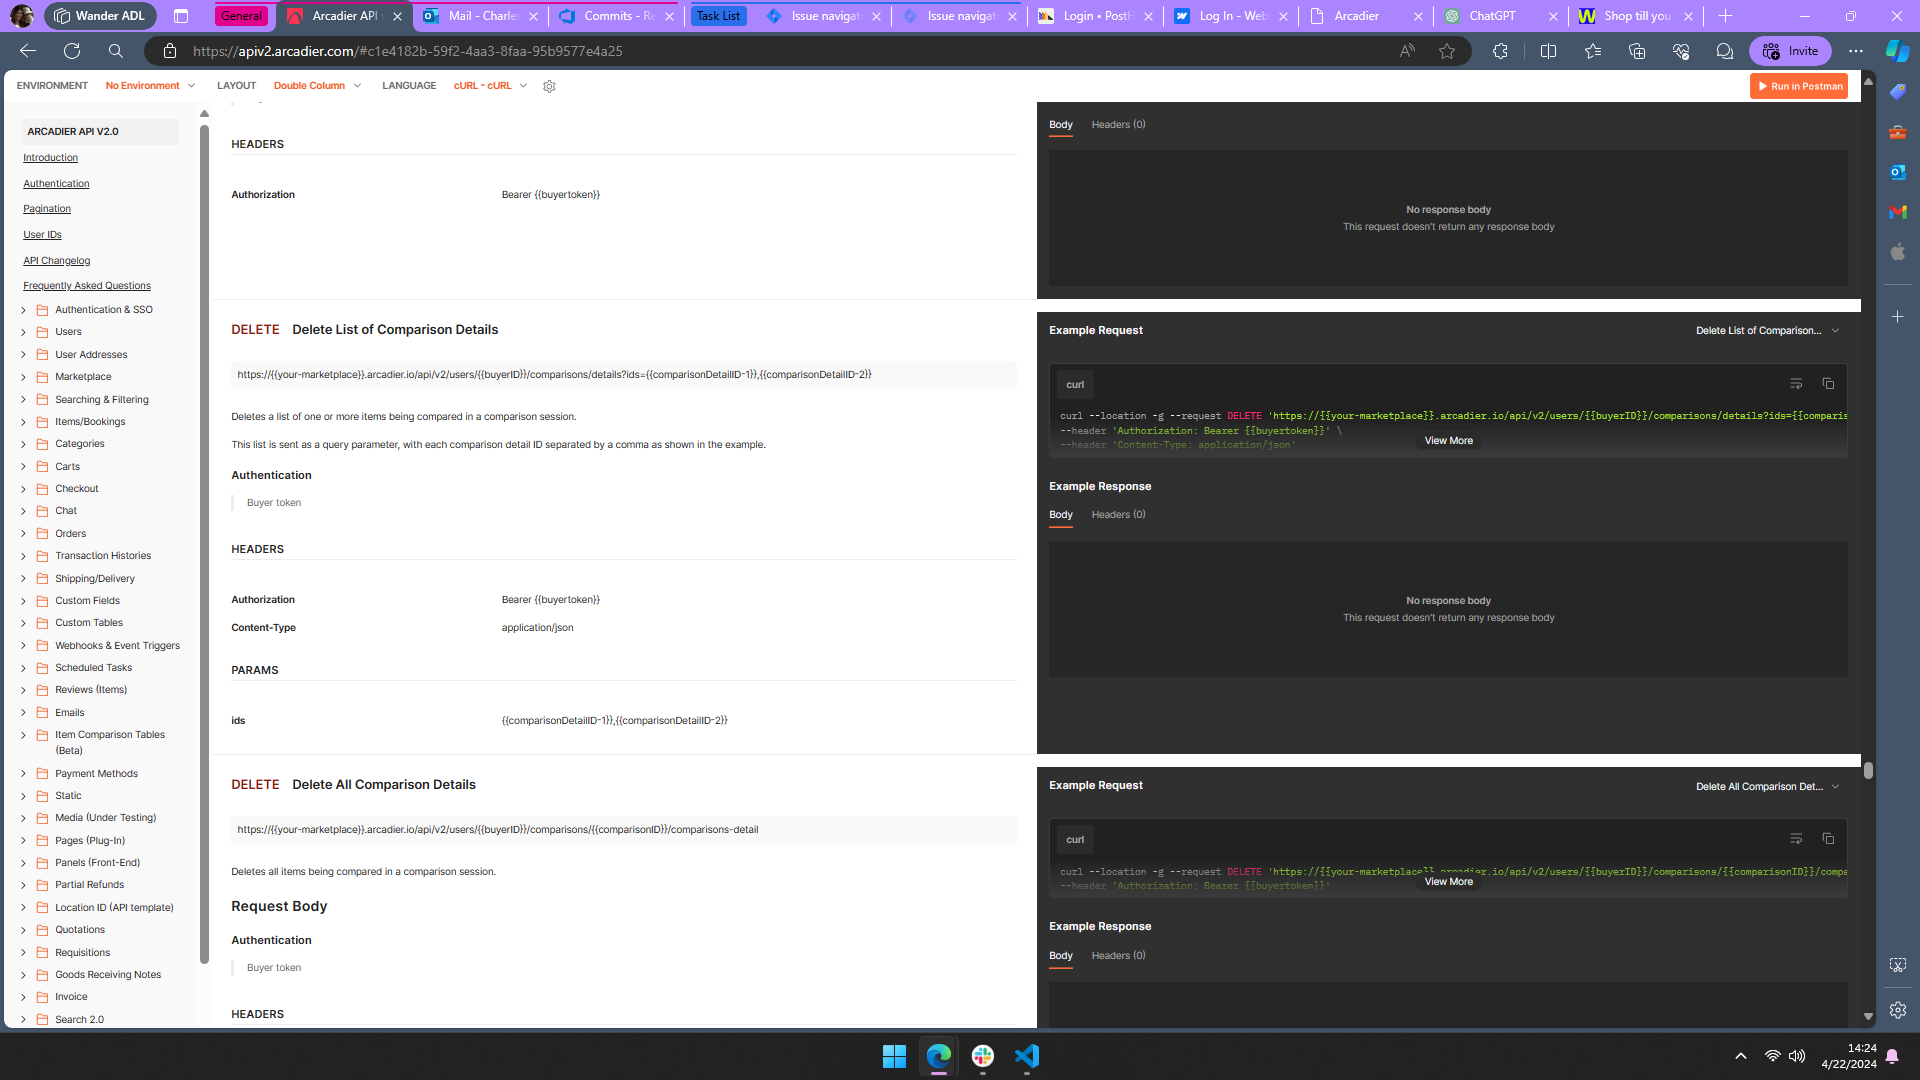 Wander ADL
General
Arcadier API
Mail - Charle
Commits - Re
Task List
Issue navigat
Issue navigat
Login • PostH
Log In - Web
Arcadier
ChatGPT
Shop till you
https://apiv2.arcadier.com/#c1e4182b-59f2-4aa3-8faa-95b9577e4a25
Invite
ENVIRONMENT
No Environment
LAYOUT
Double Column
LANGUAGE
cURL - cURL
Run in Postman
ARCADIER API V2.0
Introduction
Authentication
Pagination
User IDs
API Changelog
Frequently Asked Questions
Authentication & SSO
Users
User Addresses
Marketplace
Searching & Filtering
Items/Bookings
Categories
Carts
Checkout
Chat
Orders
Transaction Histories
Shipping/Delivery
Custom Fields
Custom Tables
Webhooks & Event Triggers
Scheduled Tasks
Reviews (Items)
Emails
Item Comparison Tables
(Beta)
Payment Methods
Static
Media (Under Testing)
Pages (Plug-In)
Panels (Front-End)
Partial Refunds
Location ID (API template)
Quotations
Requisitions
Goods Receiving Notes
Invoice
Search 2.0
HEADERS
Authorization
Bearer {{buyertoken}}
DELETE Delete List of Comparison Details
https://{{your-marketplace}}.arcadier.io/api/v2/users/{{buyerID}}/comparisons/details?ids={{comparisonDetailID-1}},{{comparisonDetailID-2}}
Deletes a list of one or more items being compared in a comparison session.
This list is sent as a query parameter, with each comparison detail ID separated by a comma as shown in the example.
Authentication
Buyer token
HEADERS
Authorization
Bearer {{buyertoken}}
Content-Type
application/json
PARAMS
ids
{{comparisonDetailID-1}},{{comparisonDetailID-2}}
DELETE Delete All Comparison Details
https://{{your-marketplace}}.arcadier.io/api/v2/users/{{buyerID}}/comparisons/{{comparisonID}}/comparisons-detail
Deletes all items being compared in a comparison session.
Request Body
Authentication
Buyer token
HEADERS
Body
Headers (0)
No response body
This request doesn't return any response body
Example Request
Delete List of Comparison...
curl
curl --location -g --request DELETE 'https://{{your-marketplace}}.arcadier.io/api/v2/users/{{buyerID}}/comparisons/details?ids={{comparis
--header 'Authorization: Bearer {{buyertoken}}' \
--header 'Content-Type: application/json'
View More
Example Response
Body
Headers (0)
No response body
This request doesn't return any response body
Example Request
Delete All Comparison Det...
curl
curl --location -g --request DELETE 'https://{{your-marketplace}}.arcadier.io/api/v2/users/{{buyerID}}/comparisons/{{comparisonID}}/compa
--header 'Authorization: Bearer {{buyertoken}}'
View More
Example Response
Body
Headers (0)
14:24
4/22/2024